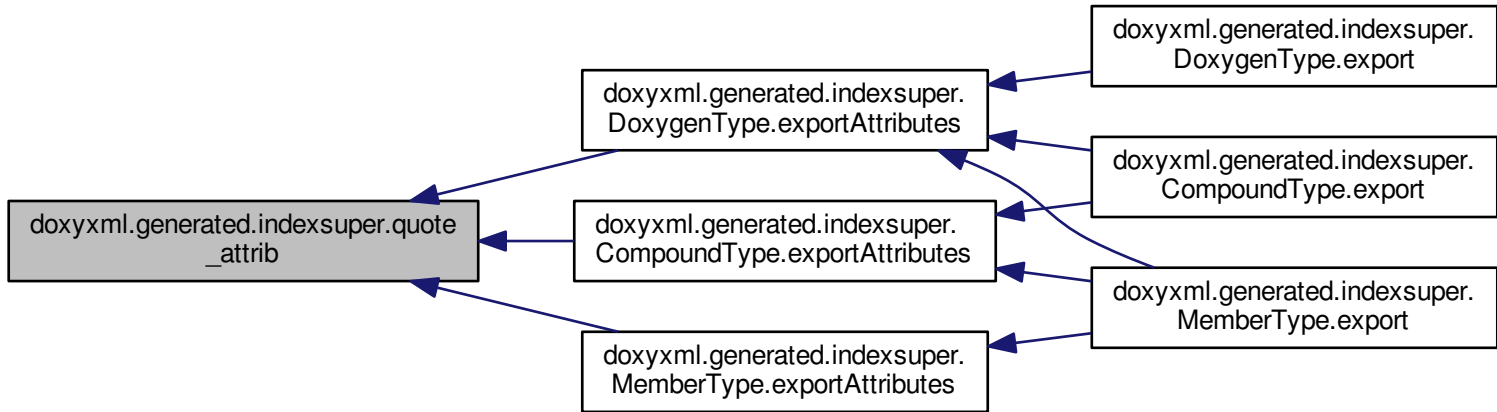 doxyxml.generated.indexsuper.quote
_attrib
doxyxml.generated.indexsuper.
DoxygenType.exportAttributes
doxyxml.generated.indexsuper.
CompoundType.exportAttributes
doxyxml.generated.indexsuper.
MemberType.exportAttributes
doxyxml.generated.indexsuper.
DoxygenType.export
doxyxml.generated.indexsuper.
CompoundType.export
doxyxml.generated.indexsuper.
MemberType.export